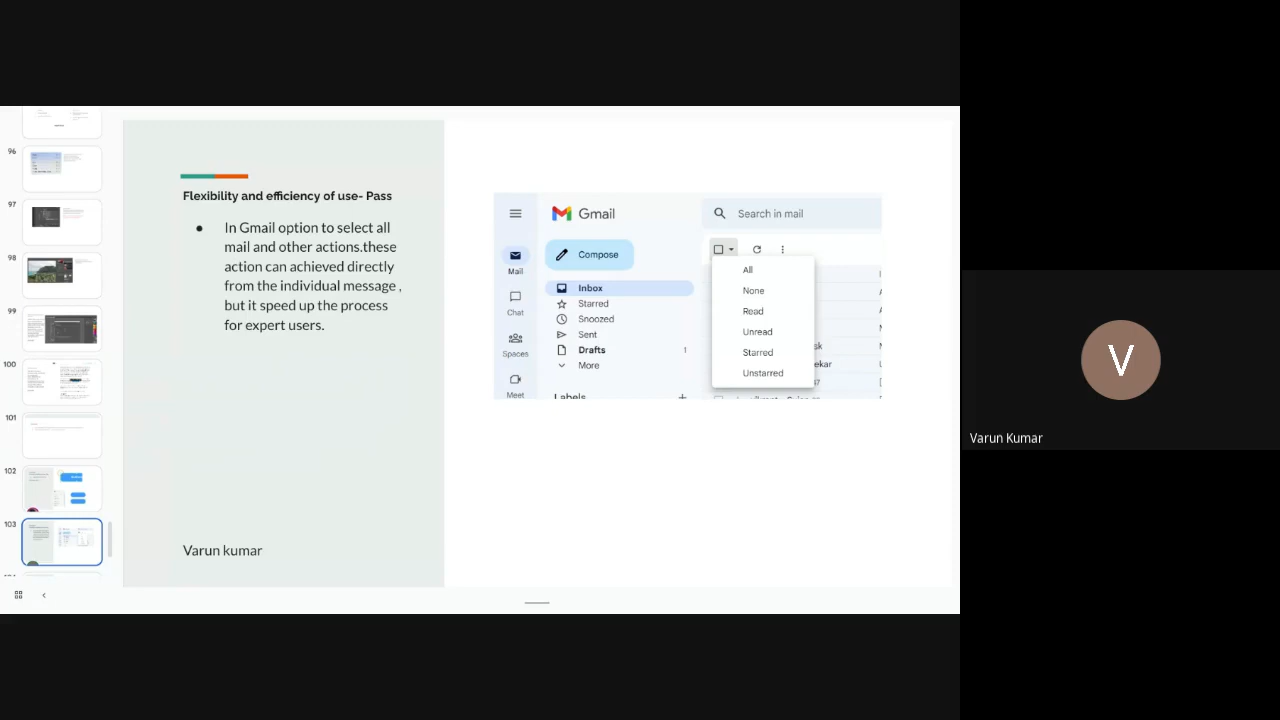 96
97
98
99
100
101
102
103
Flexibility and efficiency of use- Pass
● In Gmail option to select all
mail and other actions.these
action can achieved directly
from the individual message ,
but it speed up the process
for expert users.
Varun kumar
Gmail
Search in mail
Compose
Mail
Chat
Spaces
Meet
Inbox
Starred
Snoozed
Sent
Drafts 1
More
Labels +
All
None
Read
Unread
Starred
Unstarred
V
Varun Kumar